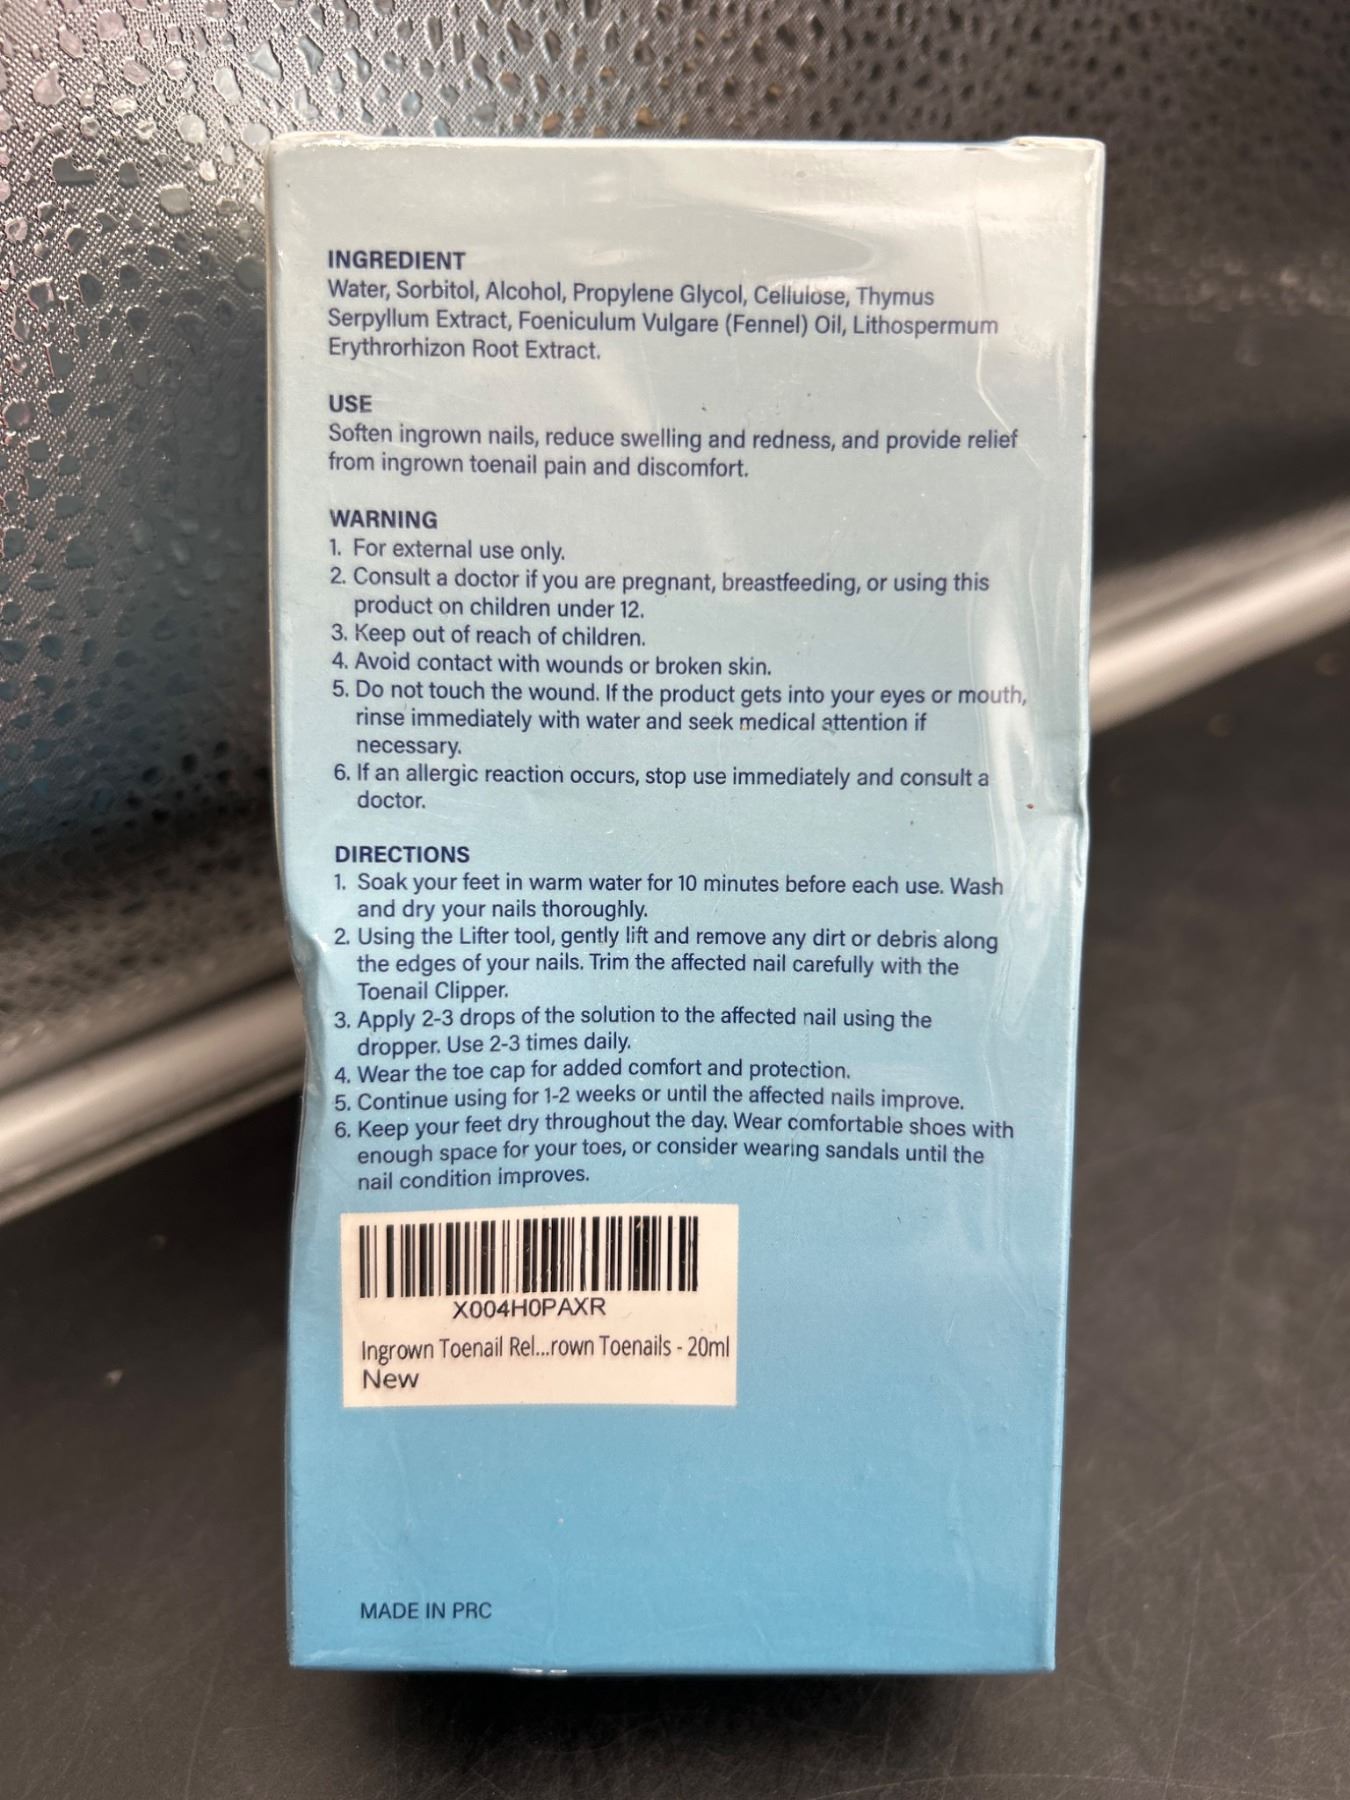 INGREDIENT
Water, Sorbitol, Alcohol, Propylene Glycol, Cellulose, Thymus
Serpyllum Extract, Foeniculum Vulgare (Fennel) Oil, Lithospermum
Erythrorhizon Root Extract.
USE
Soften ingrown nails, reduce swelling and redness, and provide relief
from ingrown toenail pain and discomfort.
WARNING
1. For external use only.
2. Consult a doctor if you are pregnant, breastfeeding, or using this
product on children under 12.
3. Keep out of reach of children.
4. Avoid contact with wounds or broken skin.
5. Do not touch the wound. If the product gets into your eyes or mouth,
rinse immediately with water and seek medical attention if
necessary.
6. If an allergic reaction occurs, stop use immediately and consult a
doctor.
DIRECTIONS
1. Soak your feet in warm water for 10 minutes before each use. Wash
and dry your nails thoroughly.
2. Using the Lifter tool, gently lift and remove any dirt or debris along
the edges of your nails. Trim the affected nail carefully with the
Toenail Clipper.
3. Apply 2-3 drops of the solution to the affected nail using the
dropper. Use 2-3 times daily.
4. Wear the toe cap for added comfort and protection.
5. Continue using for 1-2 weeks or until the affected nails improve.
6. Keep your feet dry throughout the day. Wear comfortable shoes with
enough space for your toes, or consider wearing sandals until the
nail condition improves.
X004H0PAXR
Ingrown Toenail Rel...rown Toenails - 20ml
New
MADE IN PRC